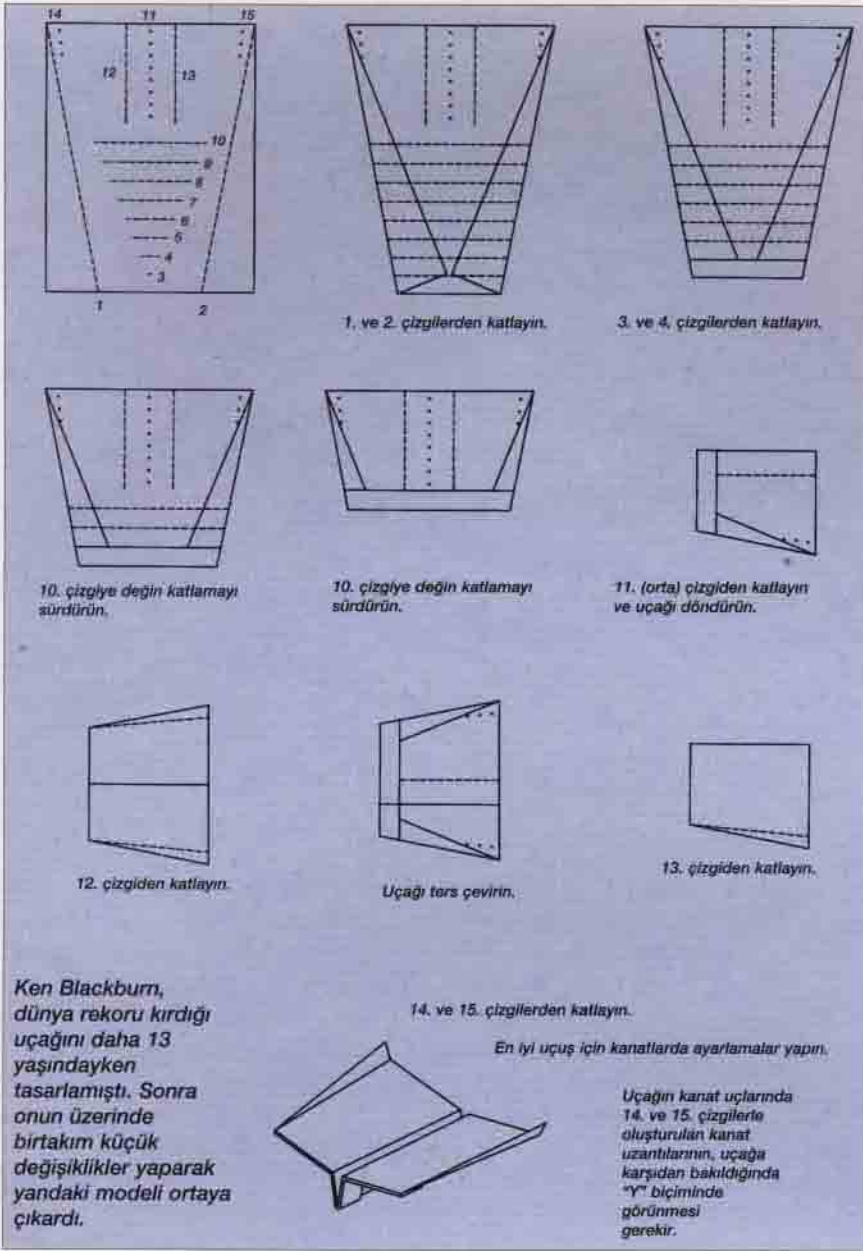 14 11 15
12 13
10
9
8
7
6
5
4
3
1 2
1. ve 2. çizgilerden katlayın.
3. ve 4. çizgilerden katlayın.
10. çizgiye değin katlamayı
sürdürün.
10. çizgiye değin katlamayı
sürdürün.
11. (orta) çizgiden katlayın
ve uçağı döndürün.
12. çizgiden katlayın.
Uçağı ters çevirin.
13. çizgiden katlayın.
Ken Blackburn,
dünya rekoru kırdığı
uçağını daha 13
yaşındayken
tasarlamıştı. Sonra
onun üzerinde
birtakım küçük
değişiklikler yaparak
yandaki modeli ortaya
çıkardı.
14. ve 15. çizgilerden katlayın.
En iyi uçuş için kanatlarda ayarlamalar yapın.
Uçağın kanat uçlarında
14. ve 15. çizgilerle
oluşturulan kanat
uzantılarının, uçağa
karşıdan bakıldığında
"Y" biçiminde
görünmesi
gerekir.